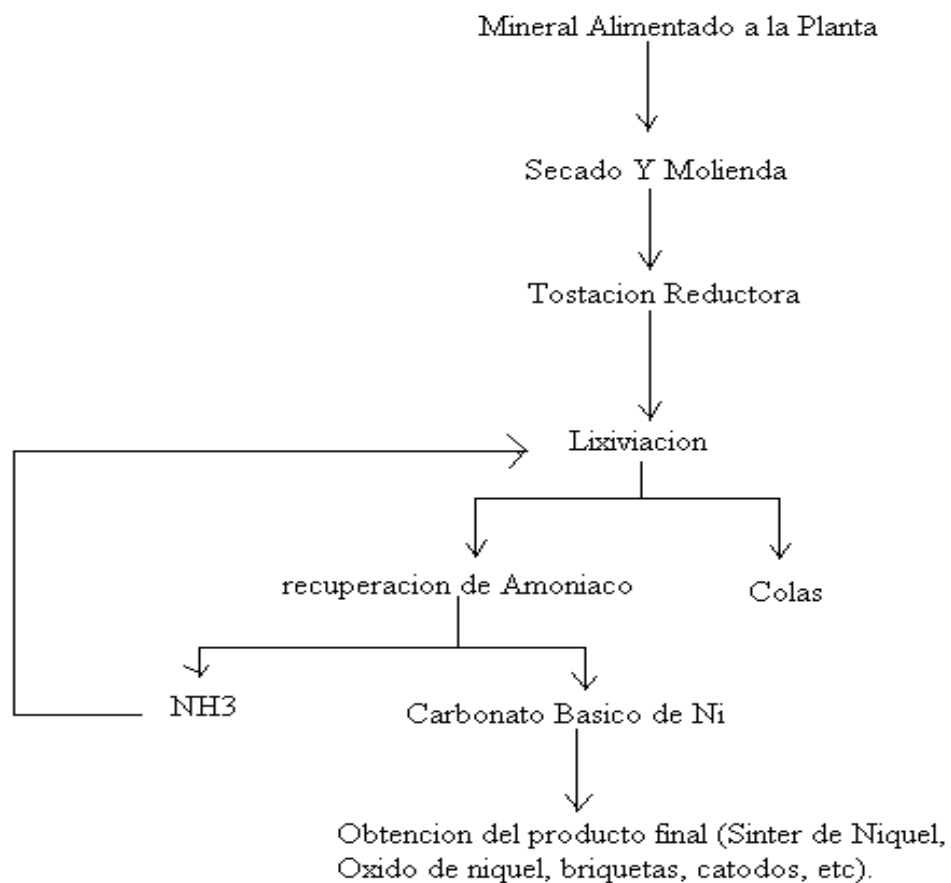 Mineral Alimentado a la Planta
Secado Y Molienda
Tostacion Reductora
Lixiviacion
recuperacion de Amoniaco
Colas
NH3
Carbonato Basico de Ni
Obtencion del producto final (Sinter de Niquel,
Oxido de niquel, briquetas, catodos, etc).